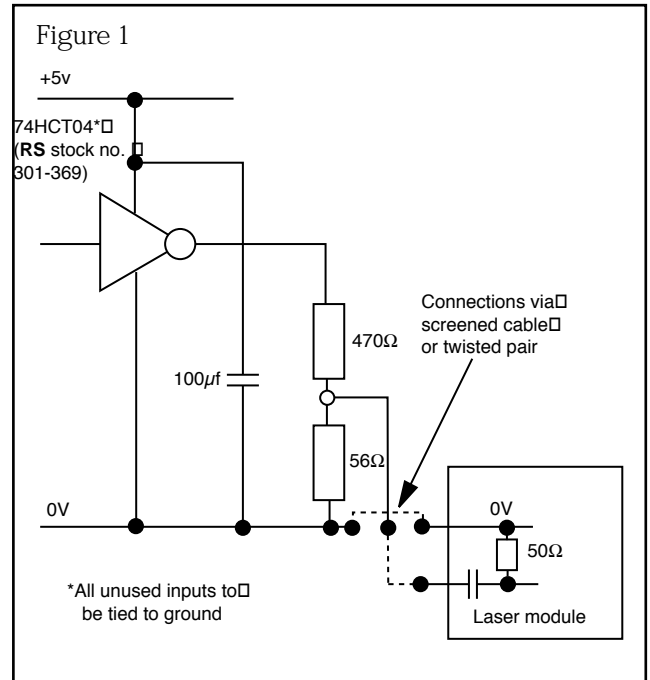 Figure 1
+5v
74HCT04*□
(RS stock no. □
301-369)
Connections via□
screened cable□
or twisted pair
470Ω
100µf
56Ω
0V
0V
50Ω
*All unused inputs to□
be tied to ground
Laser module